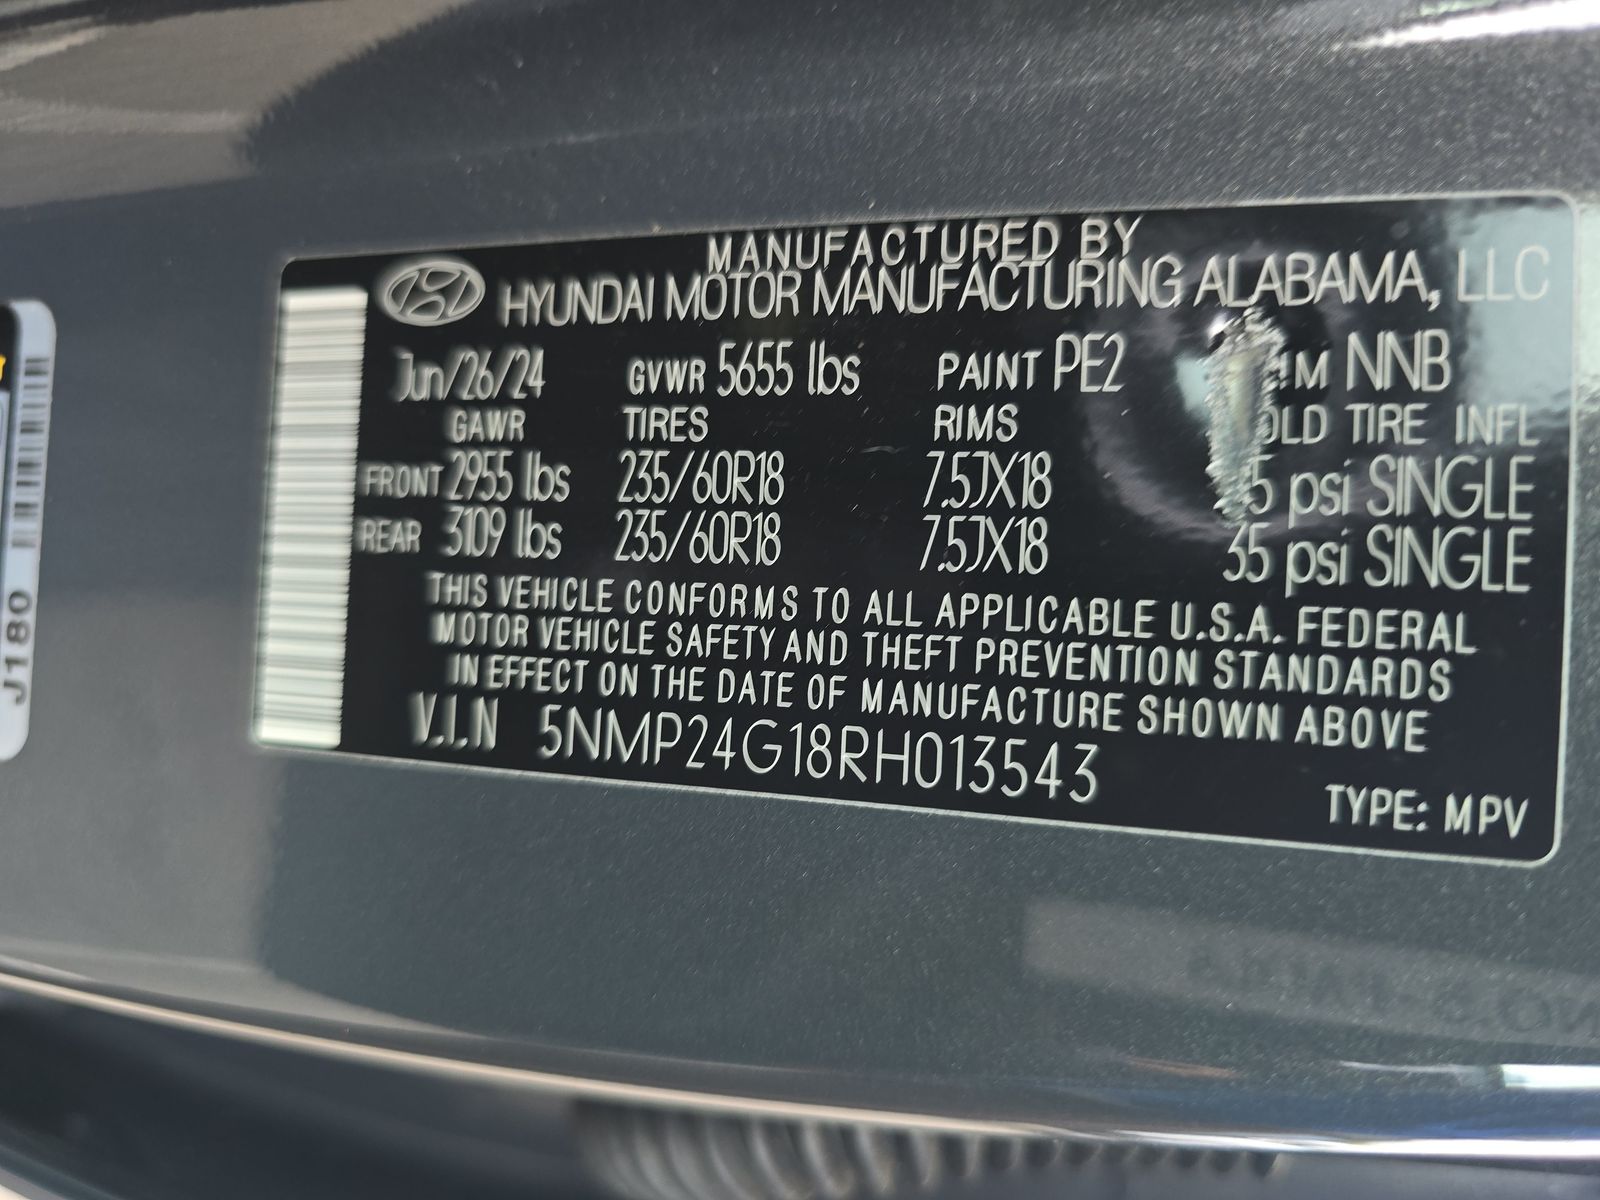 MANUFACTURED BY
HYUNDAI MOTOR MANUFACTURING ALABAMA, LLC
Jun/26/24 GVWR 5655 lbs PAINT PE2 NNB
GAWR TIRES RIMS TIRE INFL
FRONT 2955 lbs 235/60R18 7.5JX18 psi SINGLE
REAR 3109 lbs 235/60R18 7.5JX18 35 psi SINGLE
THIS VEHICLE CONFORMS TO ALL APPLICABLE U.S.A. FEDERAL
MOTOR VEHICLE SAFETY AND THEFT PREVENTION STANDARDS
IN EFFECT ON THE DATE OF MANUFACTURE SHOWN ABOVE
V.I.N 5NMP24G18RH013543
TYPE: MPV
J180